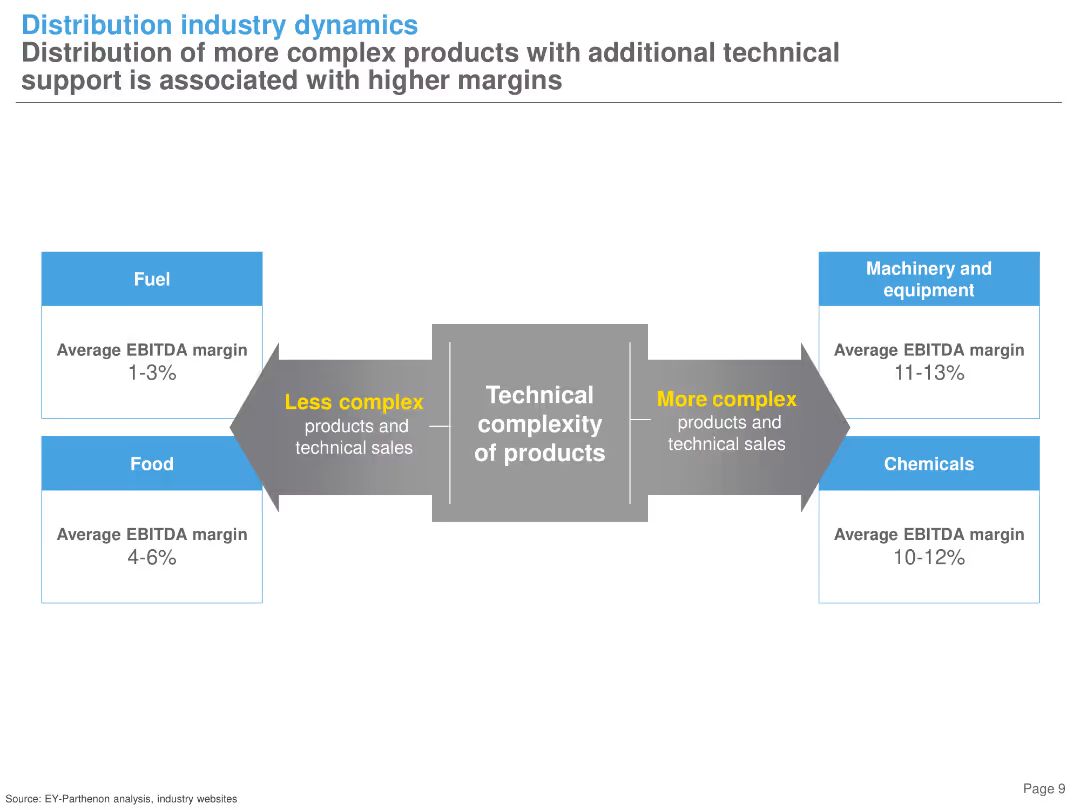 Distribution industry dynamics
Distribution of more complex products with additional technical
support is associated with higher margins
Fuel
Average EBITDA margin
1-3%
Food
Average EBITDA margin
4-6%
Less complex
products and
technical sales
Technical
complexity
of products
More complex
products and
technical sales
Machinery and
equipment
Average EBITDA margin
11-13%
Chemicals
Average EBITDA margin
10-12%
Page 9
Source: EY-Parthenon analysis, industry websites